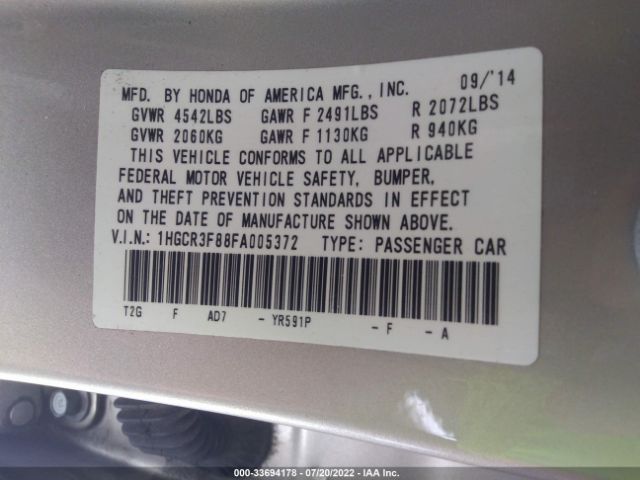 MFD. BY HONDA OF AMERICA MFG., INC. 09/'14
GVWR 4542LBS GAWR F 2491LBS R 2072LBS
GVWR 2060KG GAWR F 1130KG R 940KG
THIS VEHICLE CONFORMS TO ALL APPLICABLE
FEDERAL MOTOR VEHICLE SAFETY, BUMPER,
AND THEFT PREVENTION STANDARDS IN EFFECT
ON THE DATE OF MANUFACTURE SHOWN ABOVE.
V.I.N.: 1HGCR3F88FA005372 TYPE: PASSENGER CAR
T2G F AD7 - YR591P - F - A
000-33694178 - 07/20/2022 - IAA Inc.